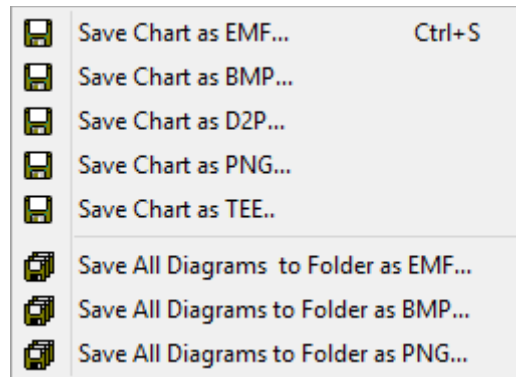 Save Chart as EMF... Ctrl+S
Save Chart as BMP...
Save Chart as D2P...
Save Chart as PNG...
Save Chart as TEE..
Save All Diagrams  to Folder as EMF...
Save All Diagrams to Folder as BMP...
Save All Diagrams to Folder as PNG...